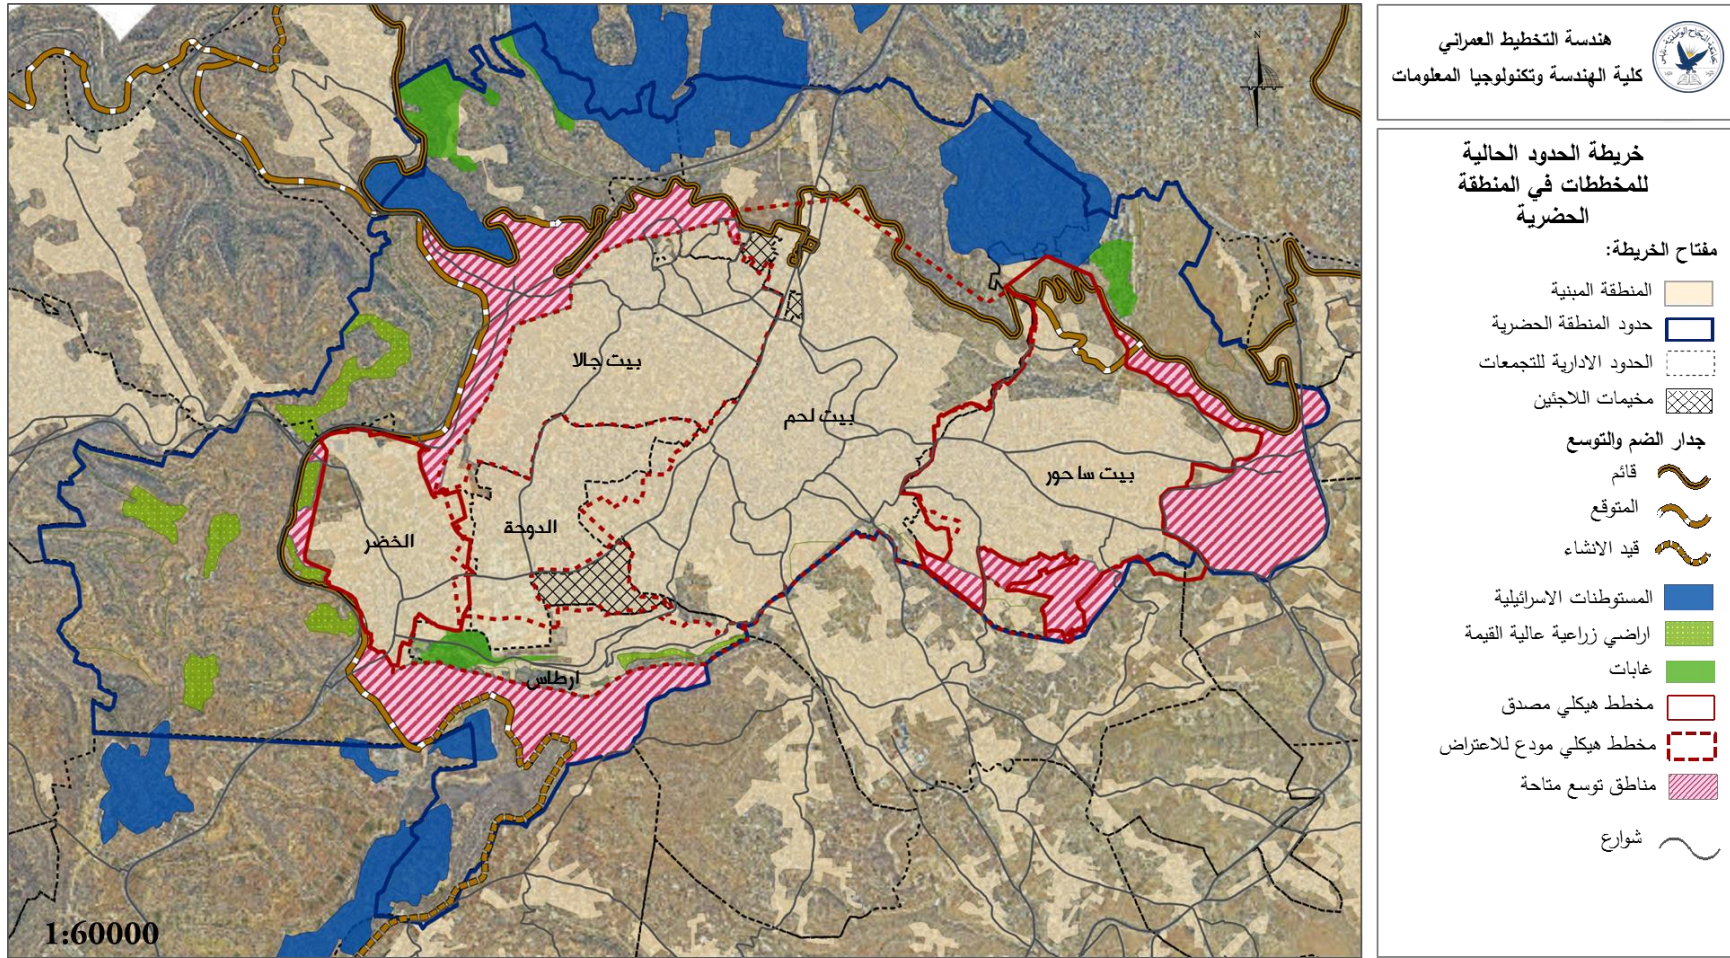 هندسة التخطيط العمراني
كلية الهندسة وتكنولوجيا المعلومات
خريطة الحدود الحالية
للمخططات في المنطقة
الحضرية
مفتاح الخريطة:
المنطقة المبنية
حدود المنطقة الحضرية
الحدود الادارية للتجمعات
مخيمات اللاجئين
جدار الضم والتوسع
قائم
المتوقع
قيد الانشاء
المستوطنات الاسرائيلية
اراضي زراعية عالية القيمة
غابات
مخطط هيكلي مصدق
مخطط هيكلي مودع للاعتراض
مناطق توسع متاحة
شوارع
N
بيت جالا
بيت لحم
بيت ساحور
الدوحة
الخضر
ارطاس
1:60000